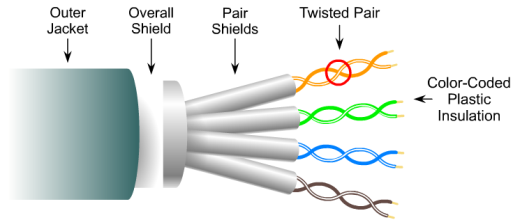 Outer
Jacket
Overall
Shield
Pair
Shields
Twisted Pair
Color-Coded
Plastic
Insulation